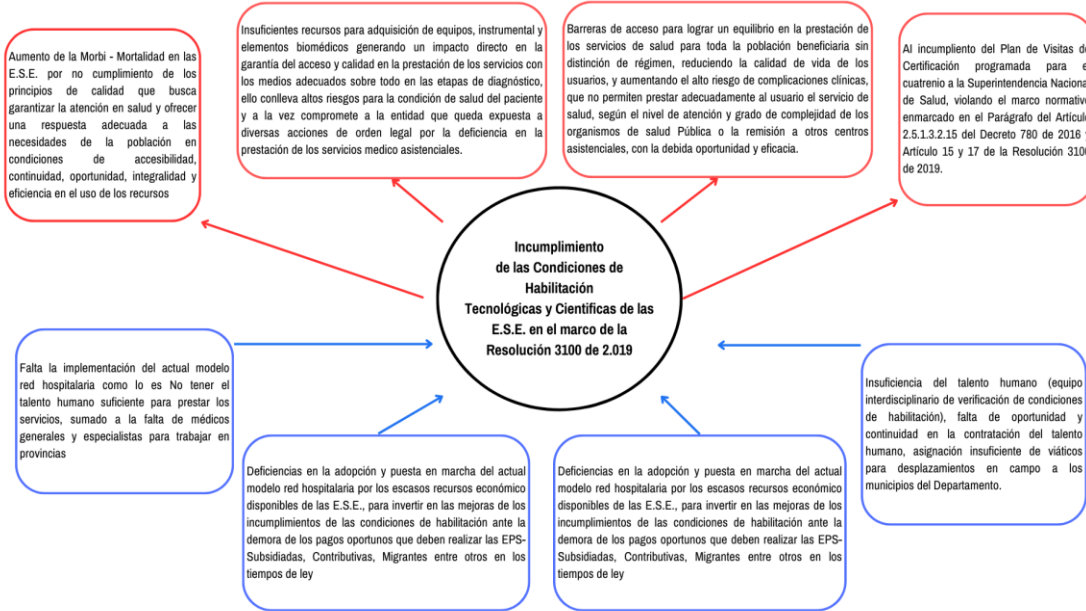 Aumento de la Morbi - Mortalidad en las
E.S.E. por no cumplimiento de los
principios de calidad que busca
garantizar la atención en salud y ofrecer
una respuesta adecuada a las
necesidades de la población en
condiciones de accesibilidad,
continuidad, oportunidad, integralidad y
eficiencia en el uso de los recursos
Insuficientes recursos para adquisición de equipos, instrumental y
elementos biomédicos generando un impacto directo en la
garantía del acceso y calidad en la prestación de los servicios con
los medios adecuados sobre todo en las etapas de diagnóstico,
ello conlleva altos riesgos para la condición de salud del paciente
y a la vez compromete a la entidad que queda expuesta a
diversas acciones de orden legal por la deficiencia en la
prestación de los servicios medico asistenciales.
Barreras de acceso para lograr un equilibrio en la prestación de
los servicios de salud para toda la población beneficiaria sin
distinción de régimen, reduciendo la calidad de vida de los
usuarios, y aumentando el alto riesgo de complicaciones clínicas,
que no permiten prestar adecuadamente al usuario el servicio de
salud, según el nivel de atención y grado de complejidad de los
organismos de salud Pública o la remisión a otros centros
asistenciales, con la debida oportunidad y eficacia.
Al incumpliento del Plan de Visitas de
Certificación programada para el
cuatrenio a la Superintendencia Nacional
de Salud, violando el marco normativo
enmarcado en el Parágrafo del Artículo
2.5.1.3.2.15 del Decreto 780 de 2016 y
Artículo 15 y 17 de la Resolución 3100
de 2019.
Incumplimiento
de las Condiciones de
Habilitación
Tecnológicas y Cientificas de las
E.S.E. en el marco de la
Resolución 3100 de 2.019
Falta la implementación del actual modelo
red hospitalaria como lo es No tener el
talento humano suficiente para prestar los
servicios, sumado a la falta de médicos
generales y especialistas para trabajar en
provincias
Deficiencias en la adopción y puesta en marcha del actual
modelo red hospitalaria por los escasos recursos económico
disponibles de las E.S.E., para invertir en las mejoras de los
incumplimientos de las condiciones de habilitación ante la
demora de los pagos oportunos que deben realizar las EPS-
Subsidiadas, Contributivas, Migrantes entre otros en los
tiempos de ley
Deficiencias en la adopción y puesta en marcha del actual
modelo red hospitalaria por los escasos recursos económico
disponibles de las E.S.E., para invertir en las mejoras de los
incumplimientos de las condiciones de habilitación ante la
demora de los pagos oportunos que deben realizar las EPS-
Subsidiadas, Contributivas, Migrantes entre otros en los
tiempos de ley
Insuficiencia del talento humano (equipo
interdisciplinario de verificación de condiciones
de habilitación), falta de oportunidad y
continuidad en la contratación del talento
humano, asignación insuficiente de viáticos
para desplazamientos en campo a los
municipios del Departamento.